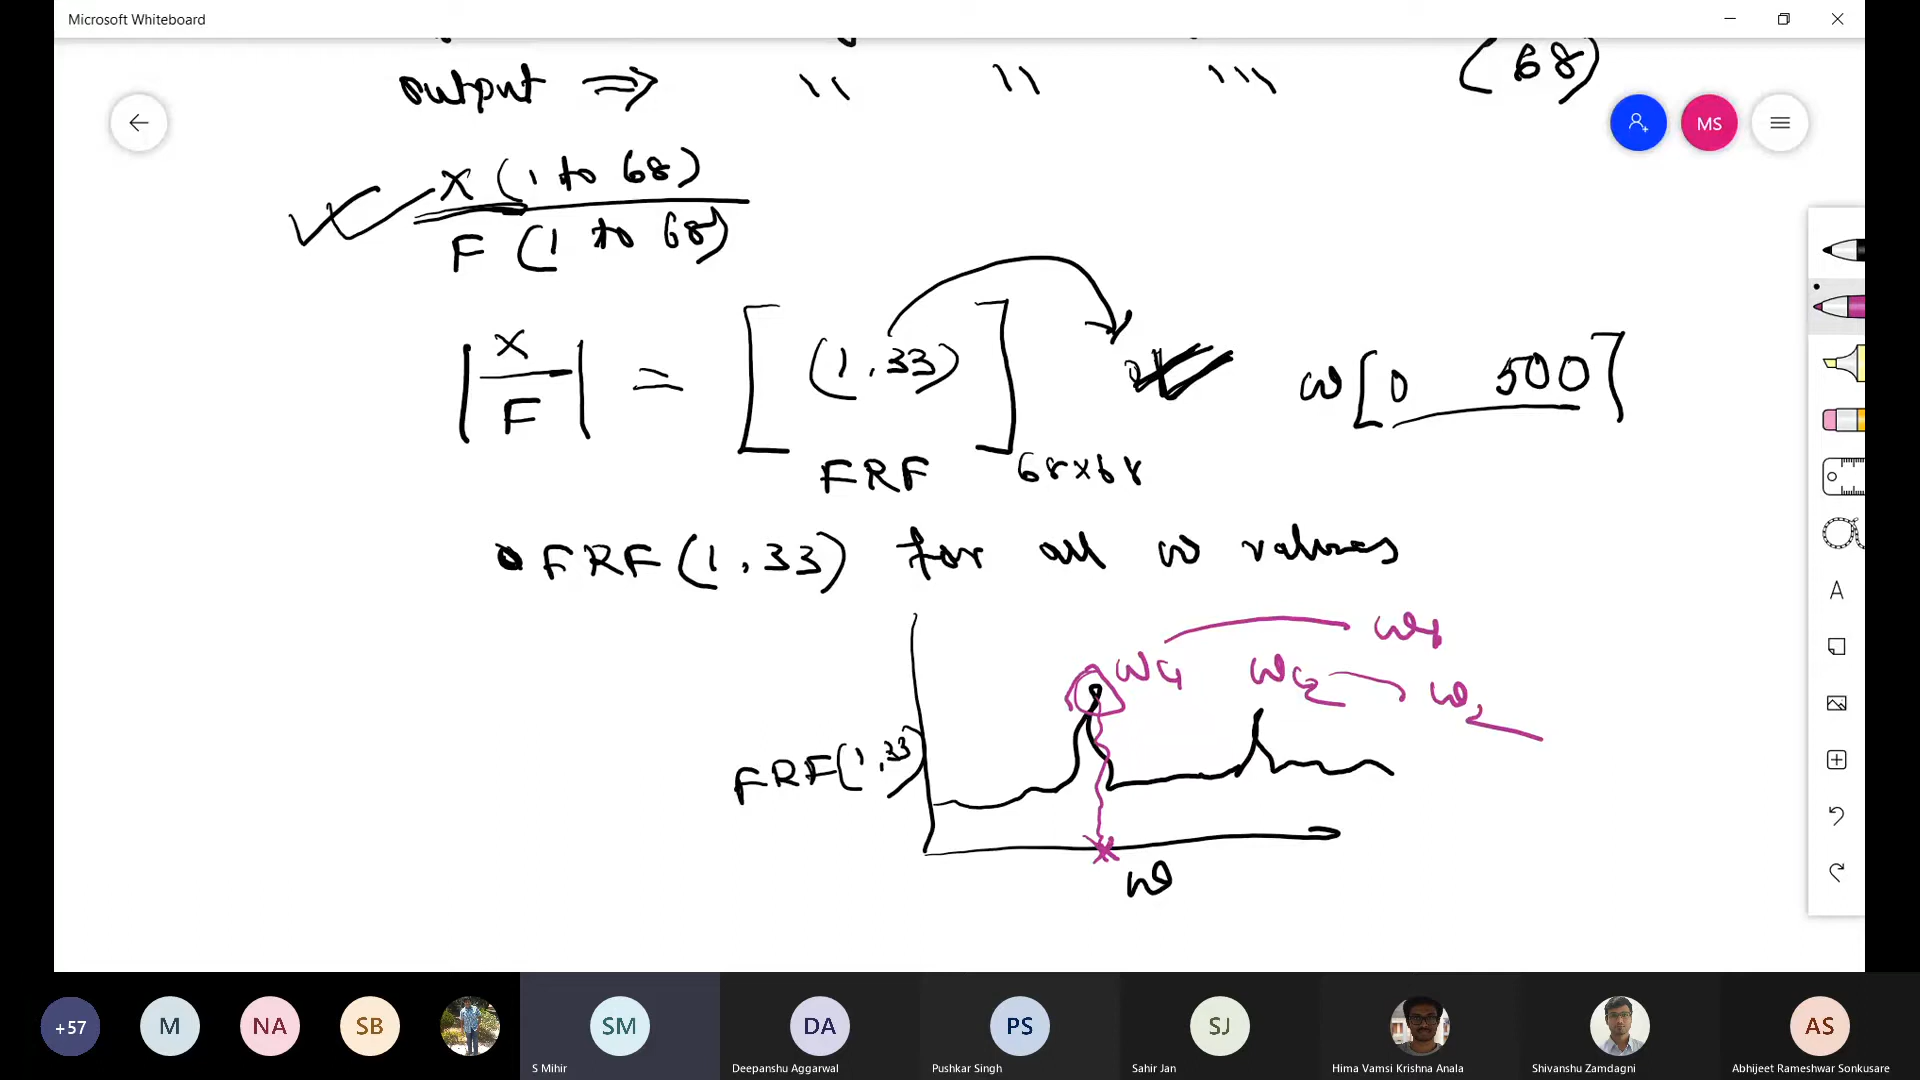 Microsoft Whiteboard
output ⇒ \\ \\ \\\ (68)
X (1 to 68)
F (1 to 68)
MS
|X/F| = [(1,33)] 68x68
ω[0 500]
FRF
FRF(1,33) for all ω values
ω1
ωc1 ωc2 ω2
FRF(1,33)
ω
A
+57 M NA SB SM DA PS SJ AS
S Mihir Deepanshu Aggarwal Pushkar Singh Sahir Jan Hima Vamsi Krishna Anala Shivanshu Zamdagni Abhijeet Rameshwar Sonkusare